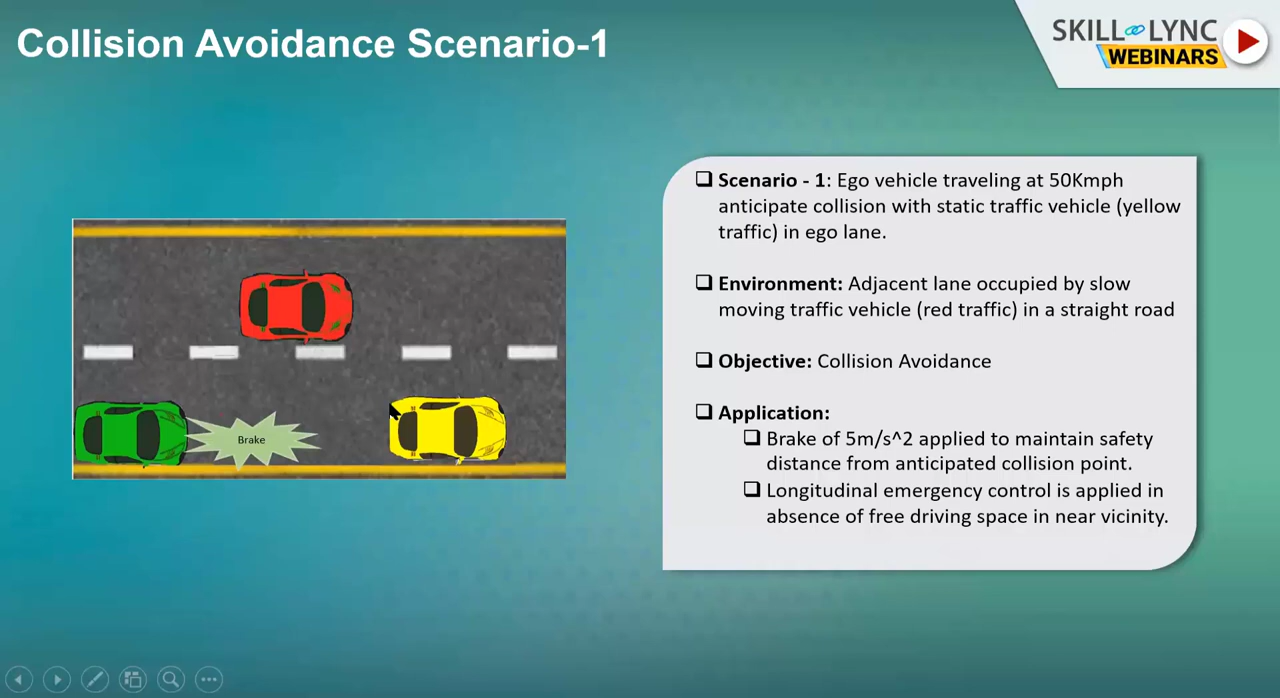 Collision Avoidance Scenario-1
SKILL LYNC
WEBINARS
Scenario - 1: Ego vehicle traveling at 50Kmph
anticipate collision with static traffic vehicle (yellow
traffic) in ego lane.
Environment: Adjacent lane occupied by slow
moving traffic vehicle (red traffic) in a straight road
Objective: Collision Avoidance
Application:
Brake of 5m/s^2 applied to maintain safety
distance from anticipated collision point.
Longitudinal emergency control is applied in
absence of free driving space in near vicinity.
Brake